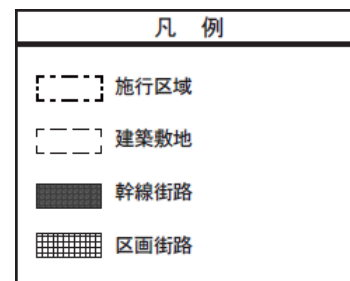 凡 例
施行区域
建築敷地
幹線街路
区画街路